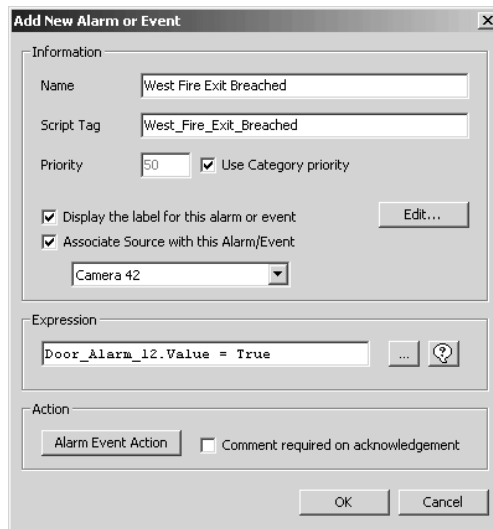 Add New Alarm or Event
Information
Name West Fire Exit Breached
Script Tag West_Fire_Exit_Breached
Priority 50 Use Category priority
Display the label for this alarm or event Edit...
Associate Source with this Alarm/Event
Camera 42
Expression
Door_Alarm_12.Value = True ...
Action
Alarm Event Action Comment required on acknowledgement
OK Cancel